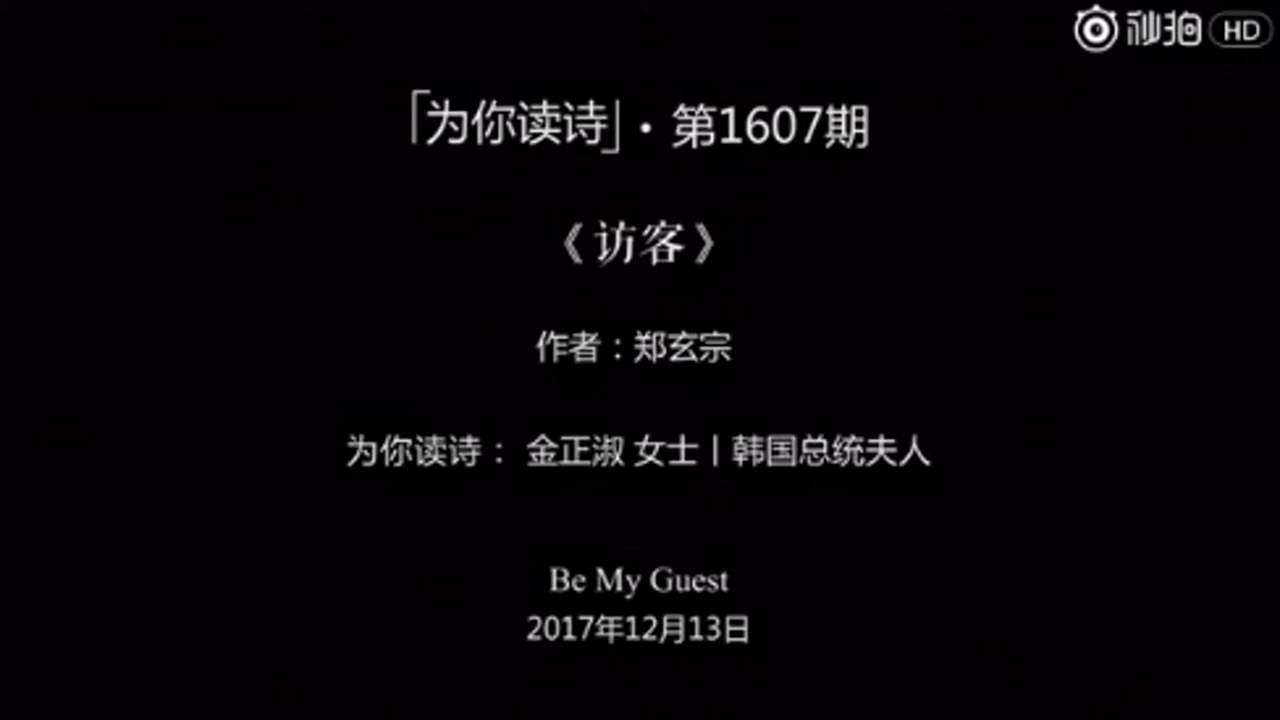 秒拍 HD
「为你读诗」·第1607期
《访客》
作者：郑玄宗
为你读诗： 金正淑 女士丨韩国总统夫人
Be My Guest
2017年12月13日